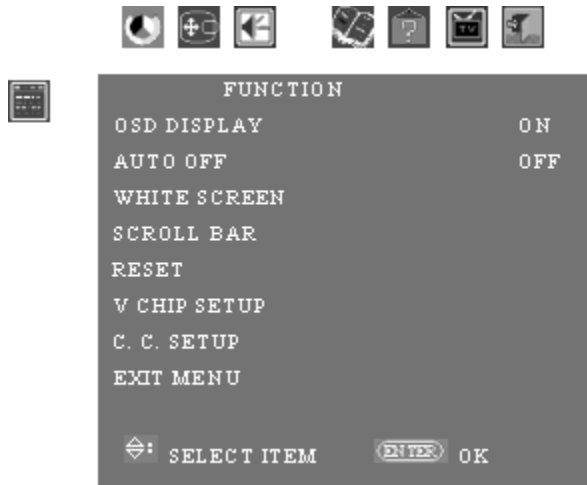 TV
?
FUNCTION
OSD DISPLAY ON
AUTO OFF OFF
WHITE SCREEN
SCROLL BAR
RESET
V CHIP SETUP
C. C. SETUP
EXIT MENU
: SELECT ITEM ENTER OK